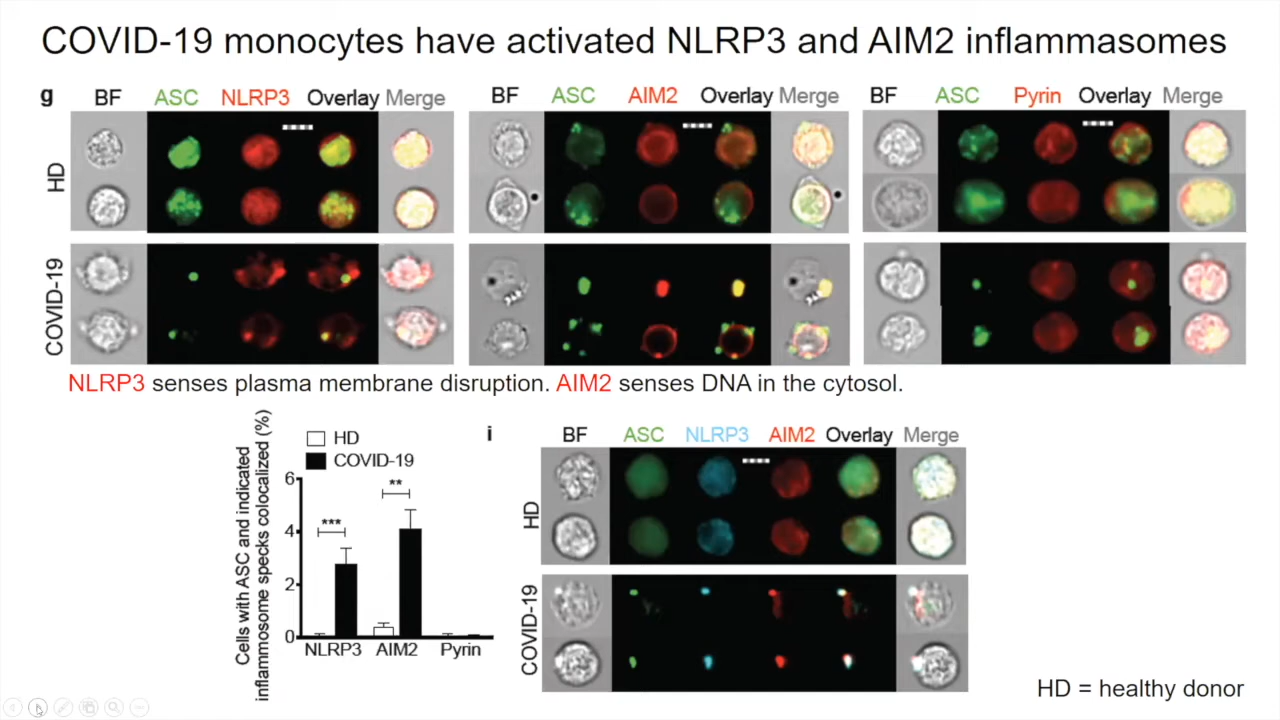 COVID-19 monocytes have activated NLRP3 and AIM2 inflammasomes
g
BF ASC NLRP3 Overlay Merge
BF ASC AIM2 Overlay Merge
BF ASC Pyrin Overlay Merge
HD
COVID-19
NLRP3 senses plasma membrane disruption. AIM2 senses DNA in the cytosol.
Cells with ASC and indicated
inflammosome specks colocalized (%)
HD
COVID-19
6
4
2
0
***
**
NLRP3 AIM2 Pyrin
i
BF ASC NLRP3 AIM2 Overlay Merge
HD
COVID-19
HD = healthy donor